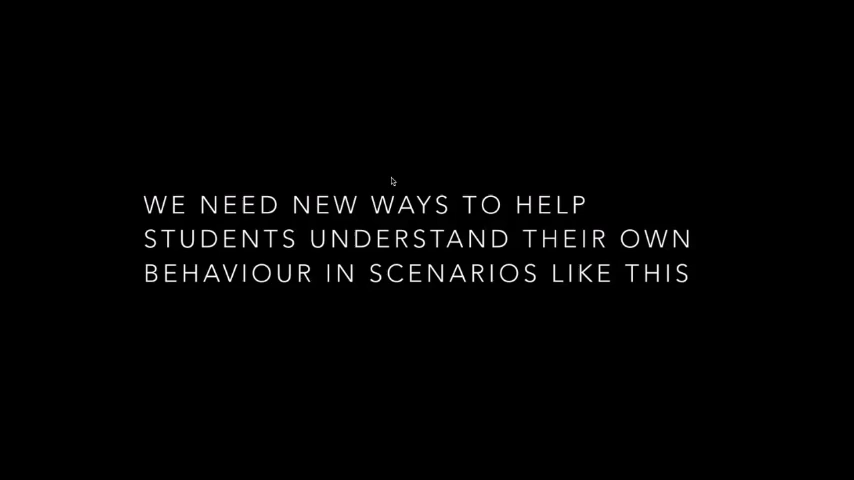 WE NEED NEW WAYS TO HELP
STUDENTS UNDERSTAND THEIR OWN
BEHAVIOUR IN SCENARIOS LIKE THIS